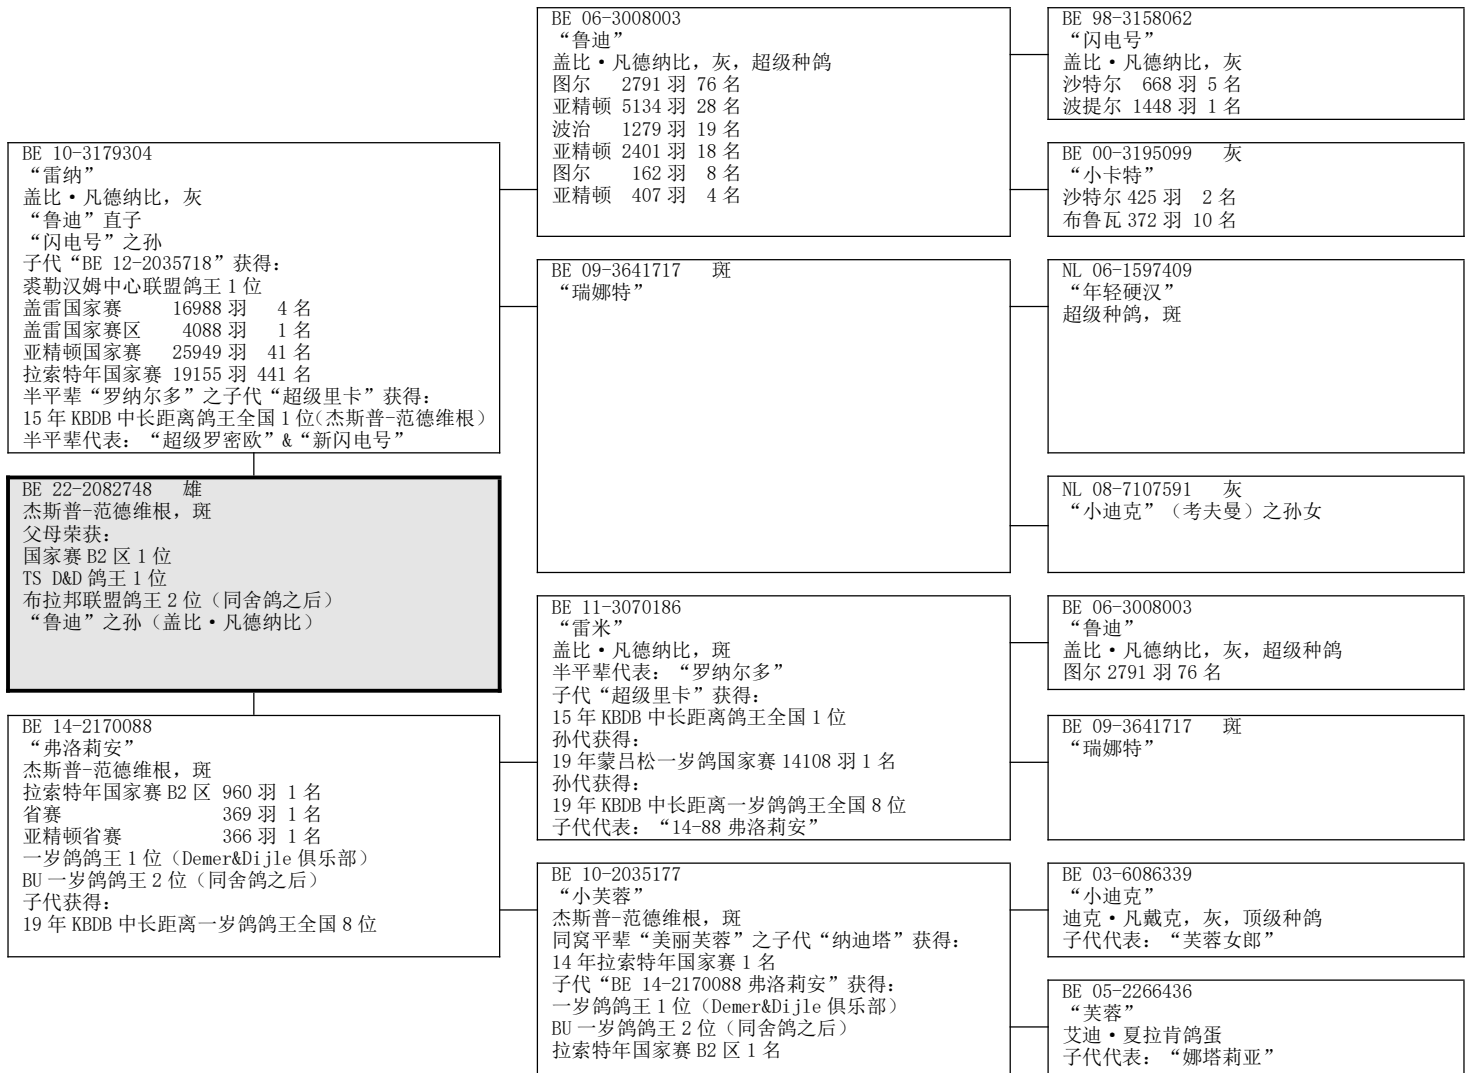 BE 10-3179304
“雷纳”
盖比·凡德纳比，灰
“鲁迪”直子
“闪电号”之孙
子代“BE 12-2035718”获得：
裘勒汉姆中心联盟鸽王 1 位
盖雷国家赛 16988 羽 4 名
盖雷国家赛区 4088 羽 1 名
亚精顿国家赛 25949 羽 41 名
拉索特年国家赛 19155 羽 441 名
半平辈“罗纳尔多”之子代“超级里卡”获得：
15 年 KBDB 中长距离鸽王全国 1 位(杰斯普-范德维根)
半平辈代表：“超级罗密欧”&“新闪电号”
BE 22-2082748 雄
杰斯普-范德维根，斑
父母荣获：
国家赛 B2 区 1 位
TS D&D 鸽王 1 位
布拉邦联盟鸽王 2 位（同舍鸽之后）
“鲁迪”之孙（盖比·凡德纳比）
BE 14-2170088
“弗洛莉安”
杰斯普-范德维根，斑
拉索特年国家赛 B2 区 960 羽 1 名
省赛 369 羽 1 名
亚精顿省赛 366 羽 1 名
一岁鸽鸽王 1 位（Demer&Dijle 俱乐部）
BU 一岁鸽鸽王 2 位（同舍鸽之后）
子代获得：
19 年 KBDB 中长距离一岁鸽鸽王全国 8 位
BE 06-3008003
“鲁迪”
盖比·凡德纳比，灰，超级种鸽
图尔 2791 羽 76 名
亚精顿 5134 羽 28 名
波治 1279 羽 19 名
亚精顿 2401 羽 18 名
图尔 162 羽 8 名
亚精顿 407 羽 4 名
BE 09-3641717 斑
“瑞娜特”
BE 11-3070186
“雷米”
盖比·凡德纳比，斑
半平辈代表：“罗纳尔多”
子代“超级里卡”获得：
15 年 KBDB 中长距离鸽王全国 1 位
孙代获得：
19 年蒙吕松一岁鸽国家赛 14108 羽 1 名
孙代获得：
19 年 KBDB 中长距离一岁鸽鸽王全国 8 位
子代代表：“14-88 弗洛莉安”
BE 10-2035177
“小芙蓉”
杰斯普-范德维根，斑
同窝平辈“美丽芙蓉”之子代“纳迪塔”获得：
14 年拉索特年国家赛 1 名
子代“BE 14-2170088 弗洛莉安”获得：
一岁鸽鸽王 1 位（Demer&Dijle 俱乐部）
BU 一岁鸽鸽王 2 位（同舍鸽之后）
拉索特年国家赛 B2 区 1 名
BE 98-3158062
“闪电号”
盖比·凡德纳比，灰
沙特尔 668 羽 5 名
波提尔 1448 羽 1 名
BE 00-3195099 灰
“小卡特”
沙特尔 425 羽 2 名
布鲁瓦 372 羽 10 名
NL 06-1597409
“年轻硬汉”
超级种鸽，斑
NL 08-7107591 灰
“小迪克”（考夫曼）之孙女
BE 06-3008003
“鲁迪”
盖比·凡德纳比，灰，超级种鸽
图尔 2791 羽 76 名
BE 09-3641717 斑
“瑞娜特”
BE 03-6086339
“小迪克”
迪克·凡戴克，灰，顶级种鸽
子代代表：“芙蓉女郎”
BE 05-2266436
“芙蓉”
艾迪·夏拉肯鸽蛋
子代代表：“娜塔莉亚”